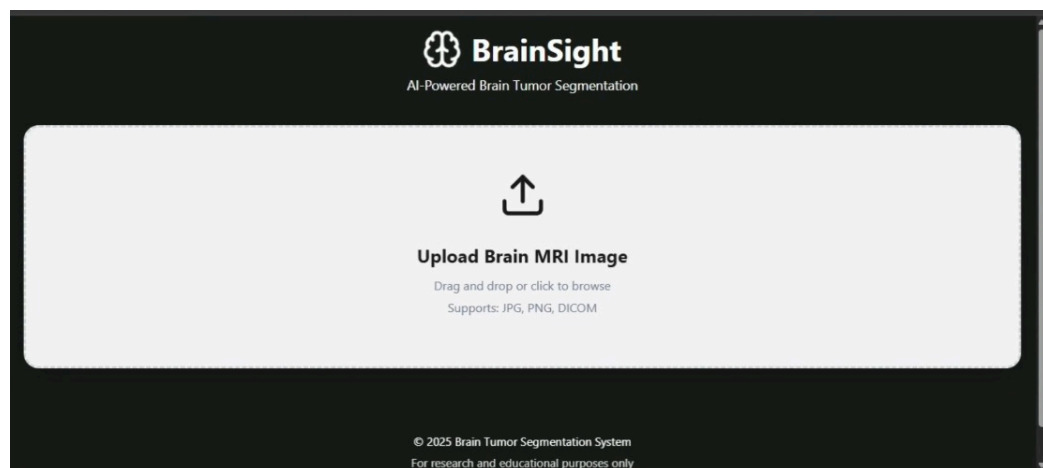 BrainSight
AI-Powered Brain Tumor Segmentation
Upload Brain MRI Image
Drag and drop or click to browse
Supports: JPG, PNG, DICOM
© 2025 Brain Tumor Segmentation System
For research and educational purposes only